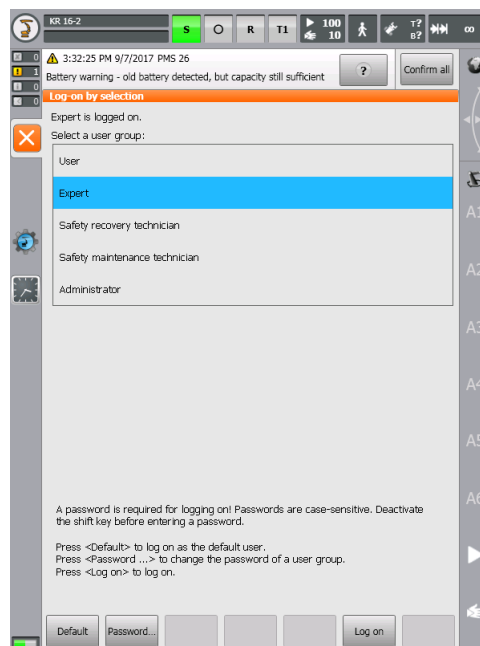 KR 16-2
S
O
R
T1
100
10
T?
B?
∞
0
1
0
0
3:32:25 PM 9/7/2017 PMS 26
Battery warning - old battery detected, but capacity still sufficient
?
Confirm all
Log-on by selection
Expert is logged on.
Select a user group:
User
Expert
Safety recovery technician
Safety maintenance technician
Administrator
A1
A2
A3
A4
A5
A6
A password is required for logging on! Passwords are case-sensitive. Deactivate
the shift key before entering a password.
Press <Default> to log on as the default user.
Press <Password ...> to change the password of a user group.
Press <Log on> to log on.
Default
Password...
Log on